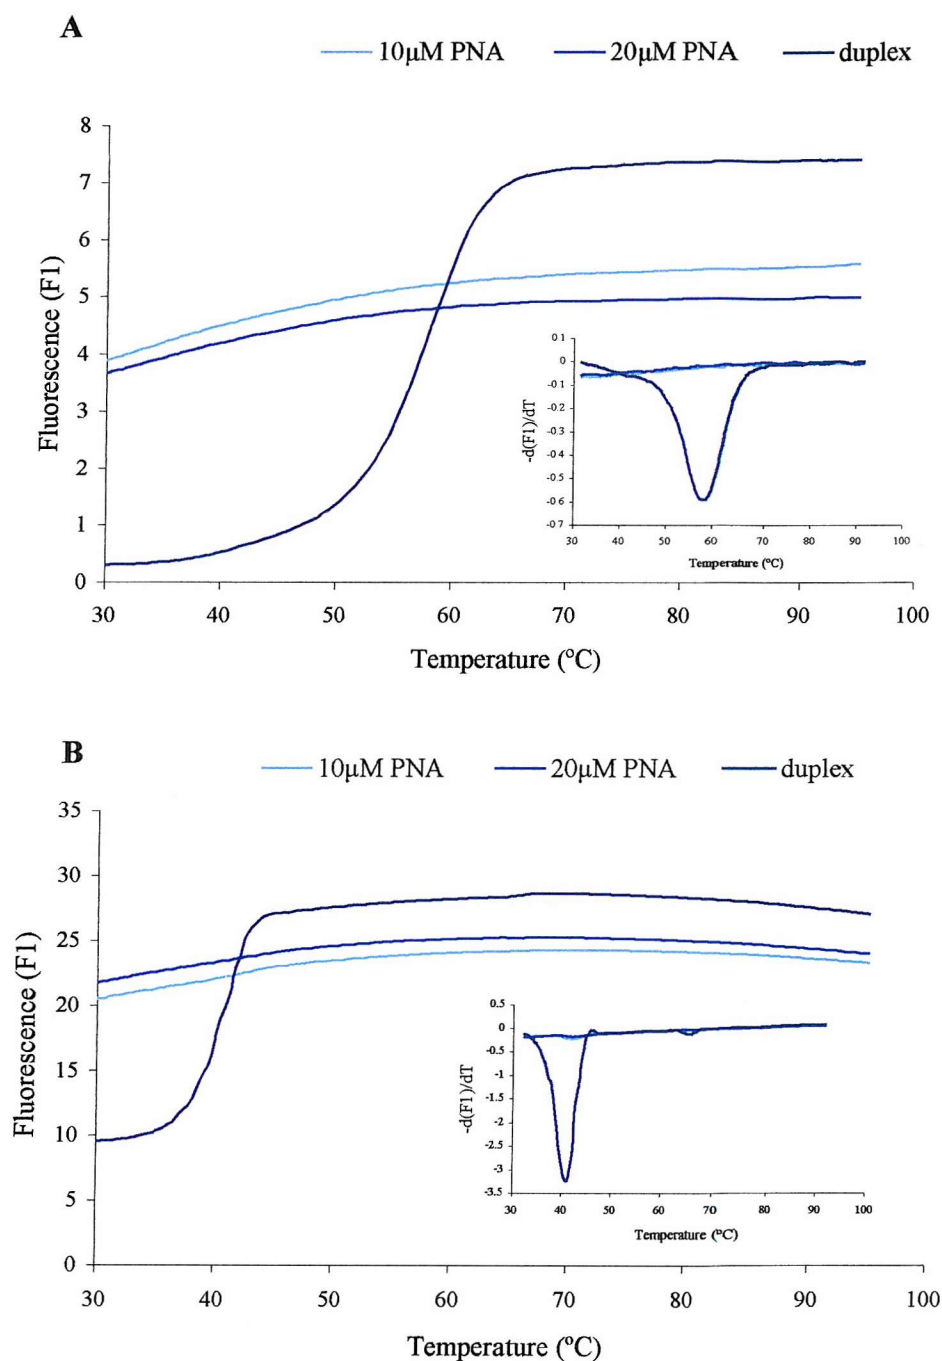 A
10μM PNA 20μM PNA duplex
8
7
6
5
4
3
2
1
0
Fluorescence (F1)
30 40 50 60 70 80 90 100
Temperature (ºC)
0.1
0
-0.1
-0.2
-0.3
-0.4
-0.5
-0.6
-0.7
-d(F1)/dT
30 40 50 60 70 80 90 100
Temperature (ºC)
B
10μM PNA 20μM PNA duplex
35
30
25
20
15
10
5
0
Fluorescence (F1)
30 40 50 60 70 80 90 100
Temperature (ºC)
0.5
0
-0.5
-1
-1.5
-2
-2.5
-3
-3.5
-d(F1)/dT
30 40 50 60 70 80 90 100
Temperature (ºC)